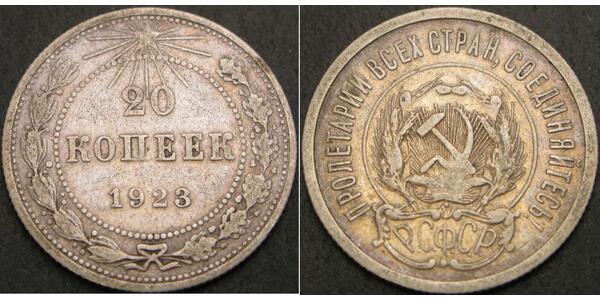 20
КОПЕЕК
1923
ПРОЛЕТАРИИ ВСЕХ СТРАН, СОЕДИНЯЙТЕСЬ!
РСФСР